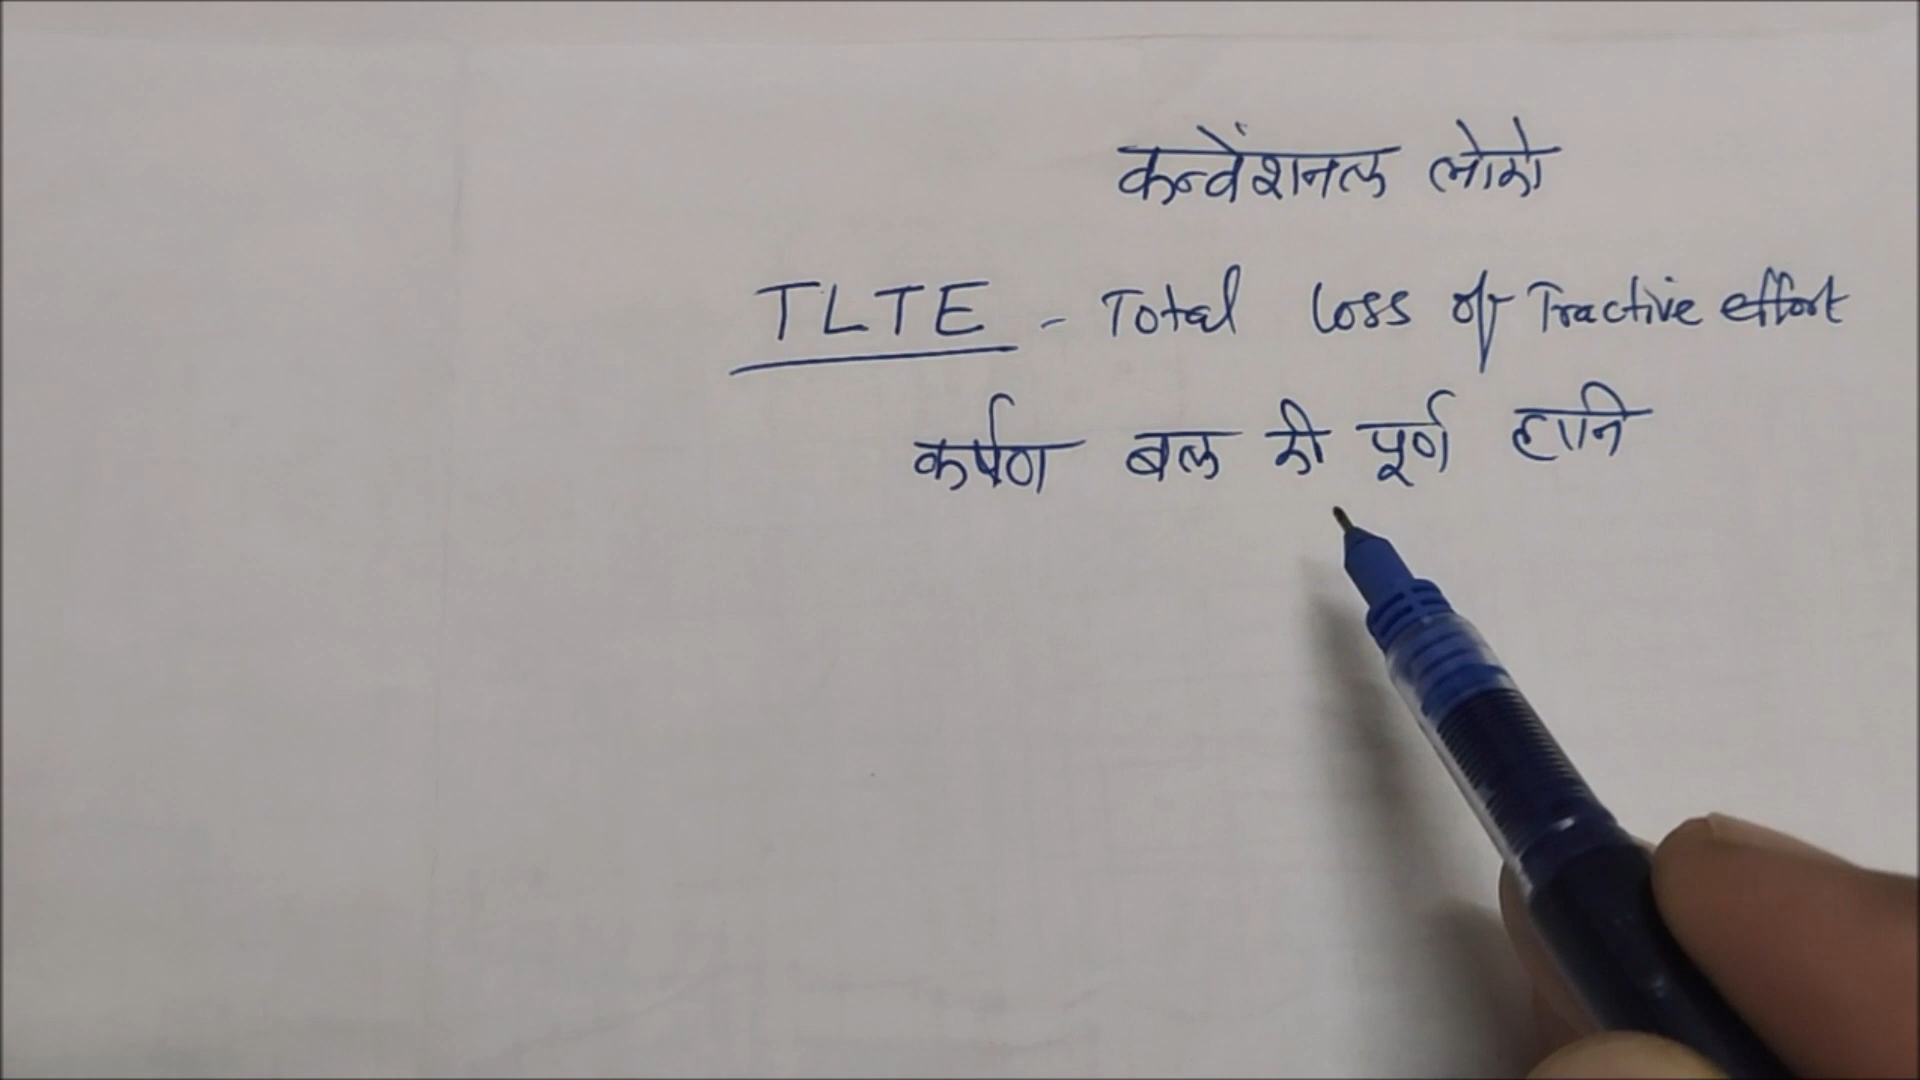 कन्वेंशनल लोको
TLTE - Total loss of Tractive effort
कर्षण बल की पूर्ण हानि